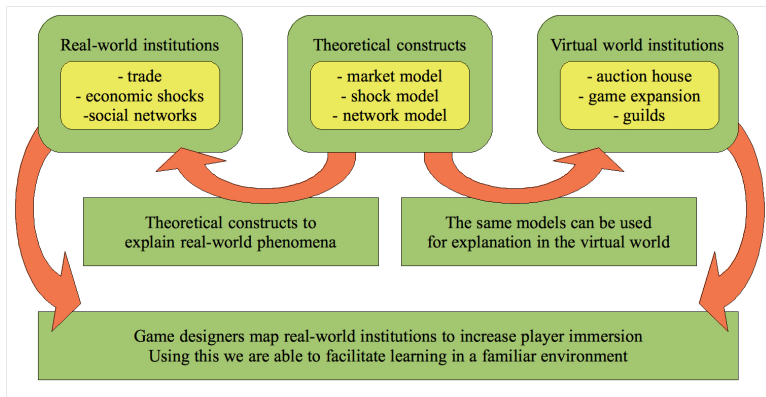 Real-world institutions
- trade
- economic shocks
-social networks
Theoretical constructs
- market model
- shock model
- network model
Virtual world institutions
- auction house
- game expansion
- guilds
Theoretical constructs to
explain real-world phenomena
The same models can be used
for explanation in the virtual world
Game designers map real-world institutions to increase player immersion
Using this we are able to facilitate learning in a familiar environment